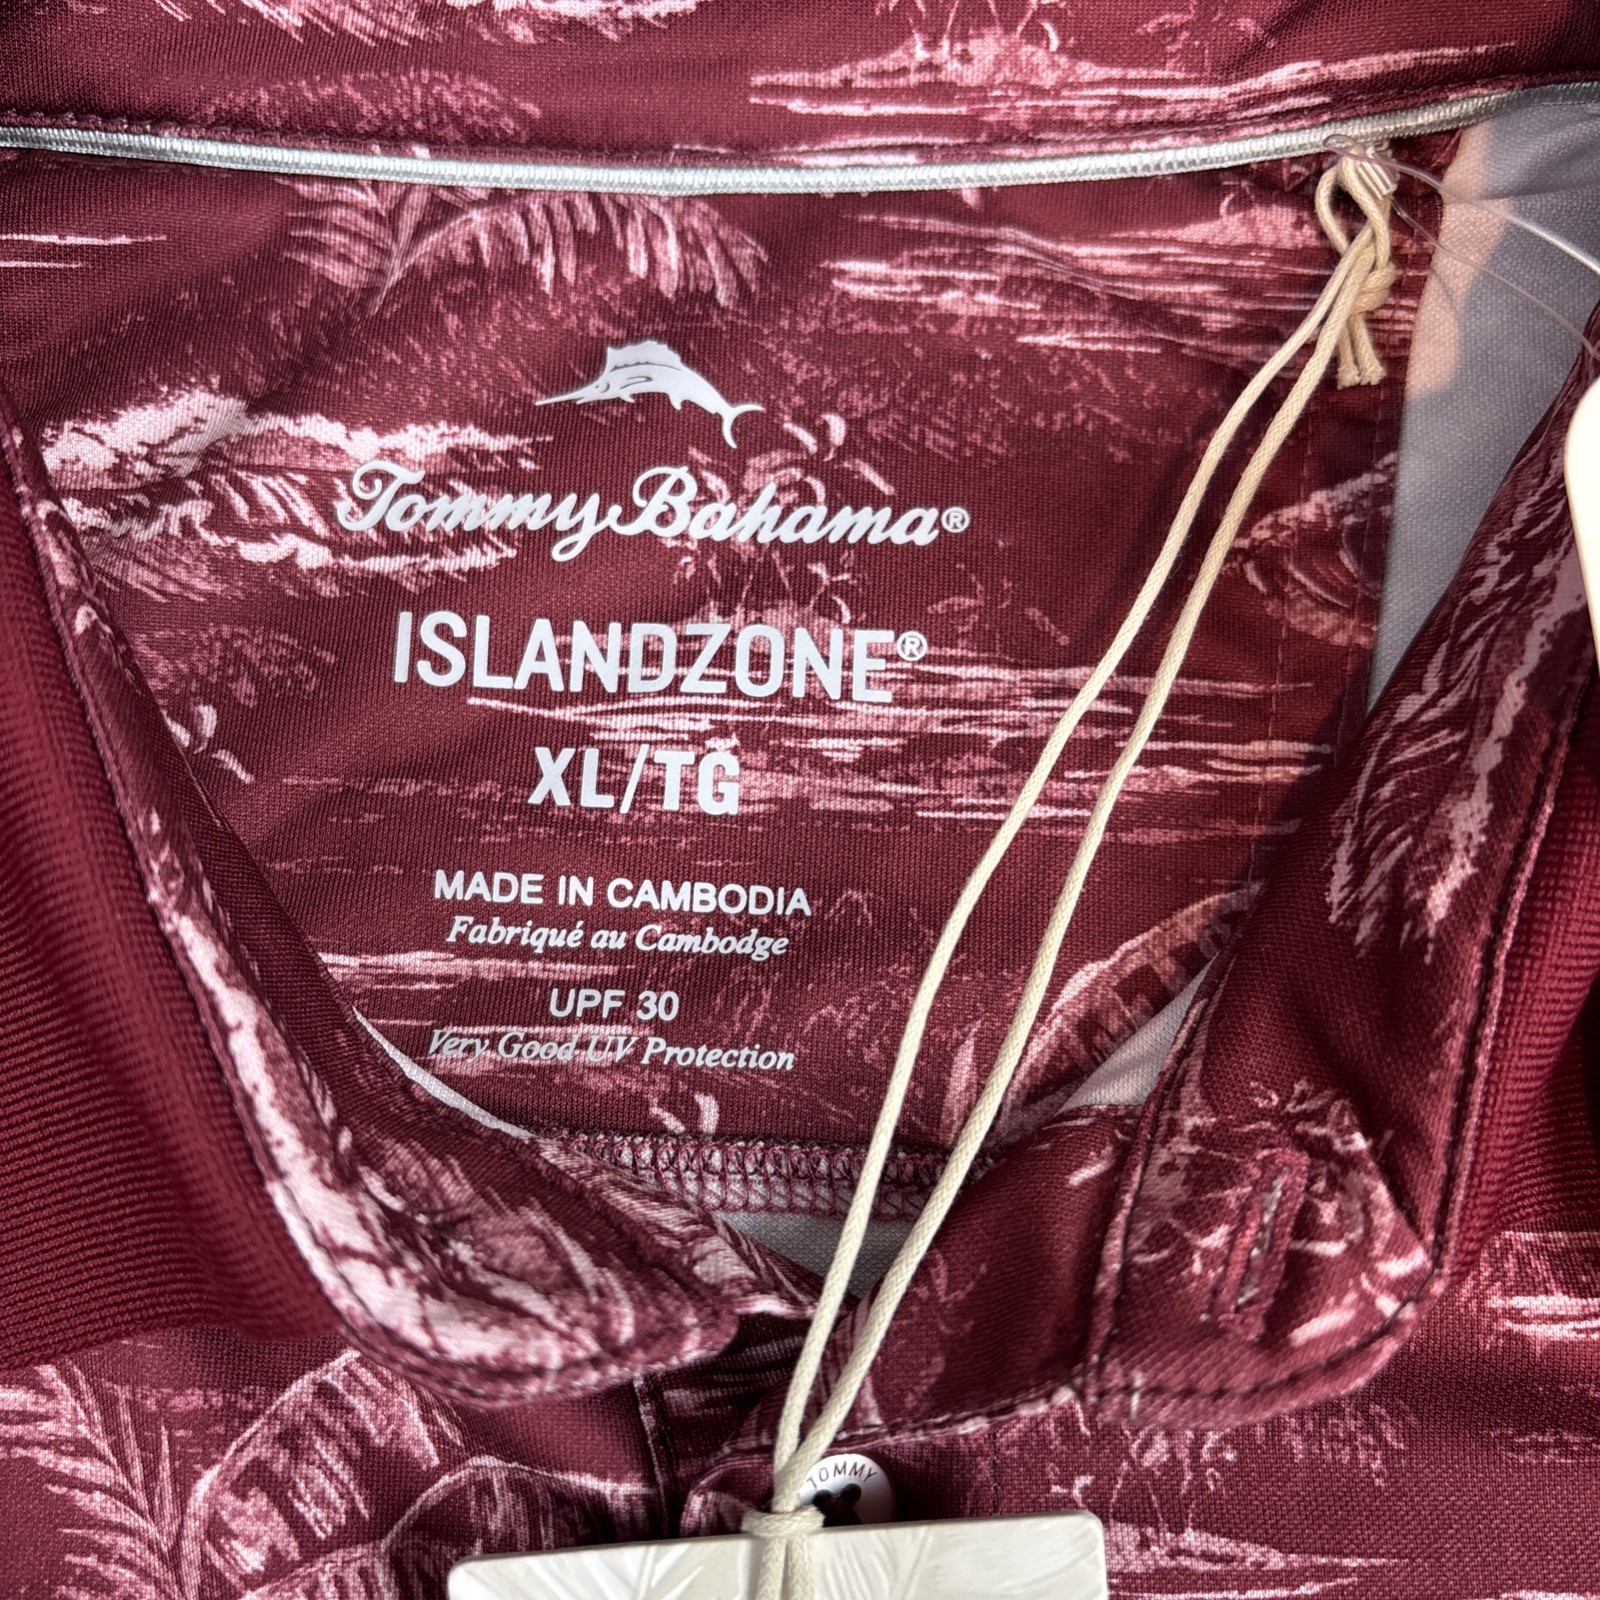 Tommy Bahama®
ISLANDZONE®
XL/TG
MADE IN CAMBODIA
Fabriqué au Cambodge
UPF 30
Very Good UV Protection
TOMMY